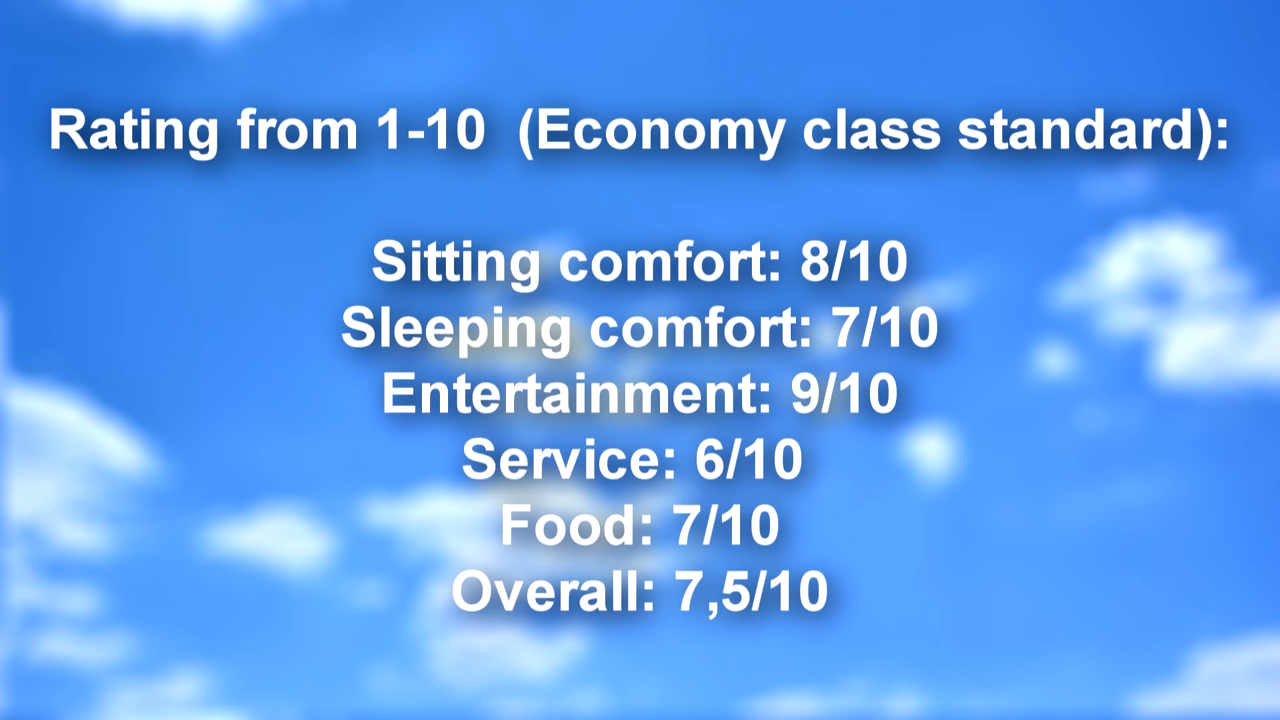 Rating from 1-10  (Economy class standard):
Sitting comfort: 8/10
Sleeping comfort: 7/10
Entertainment: 9/10
Service: 6/10
Food: 7/10
Overall: 7,5/10